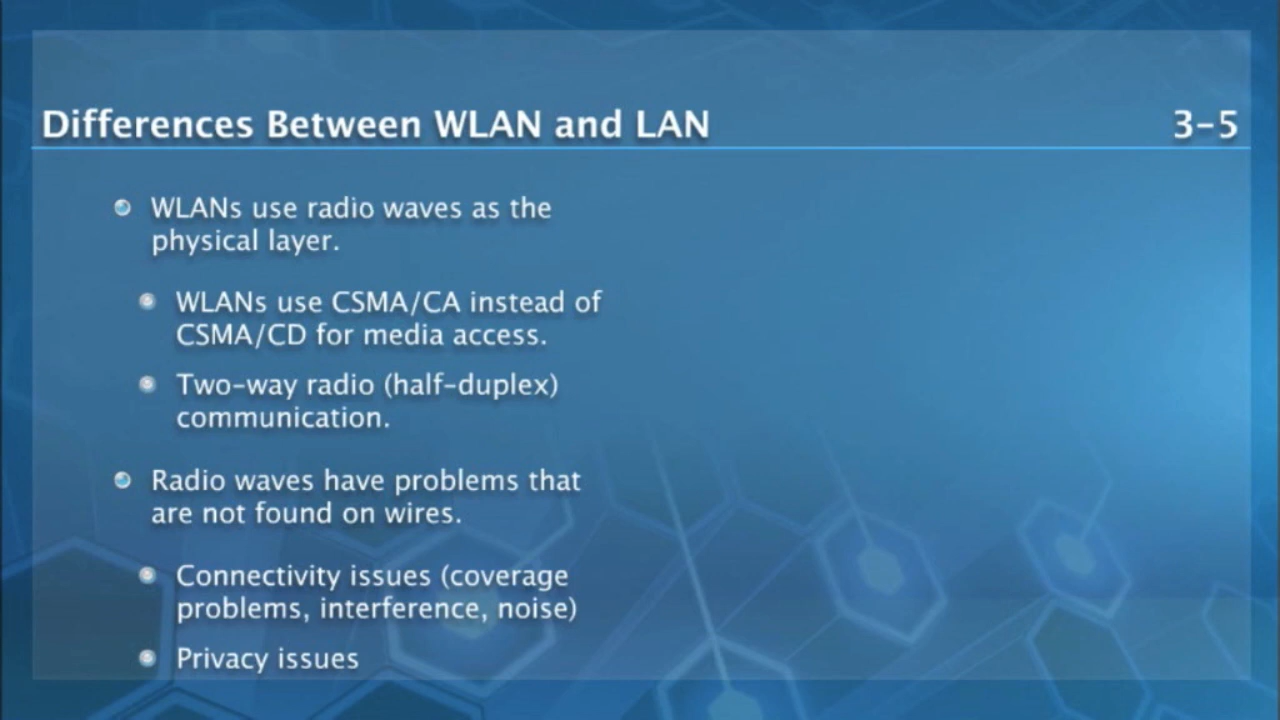 Differences Between WLAN and LAN 3-5
WLANs use radio waves as the
physical layer.
WLANs use CSMA/CA instead of
CSMA/CD for media access.
Two-way radio (half-duplex)
communication.
Radio waves have problems that
are not found on wires.
Connectivity issues (coverage
problems, interference, noise)
Privacy issues